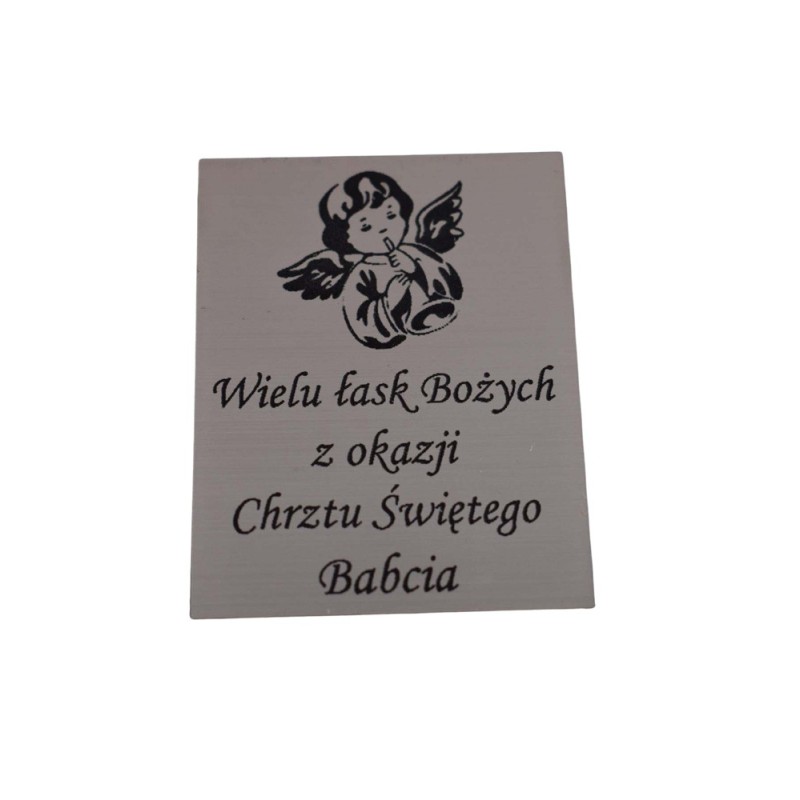 Wielu łask Bożych
z okazji
Chrztu Świętego
Babcia